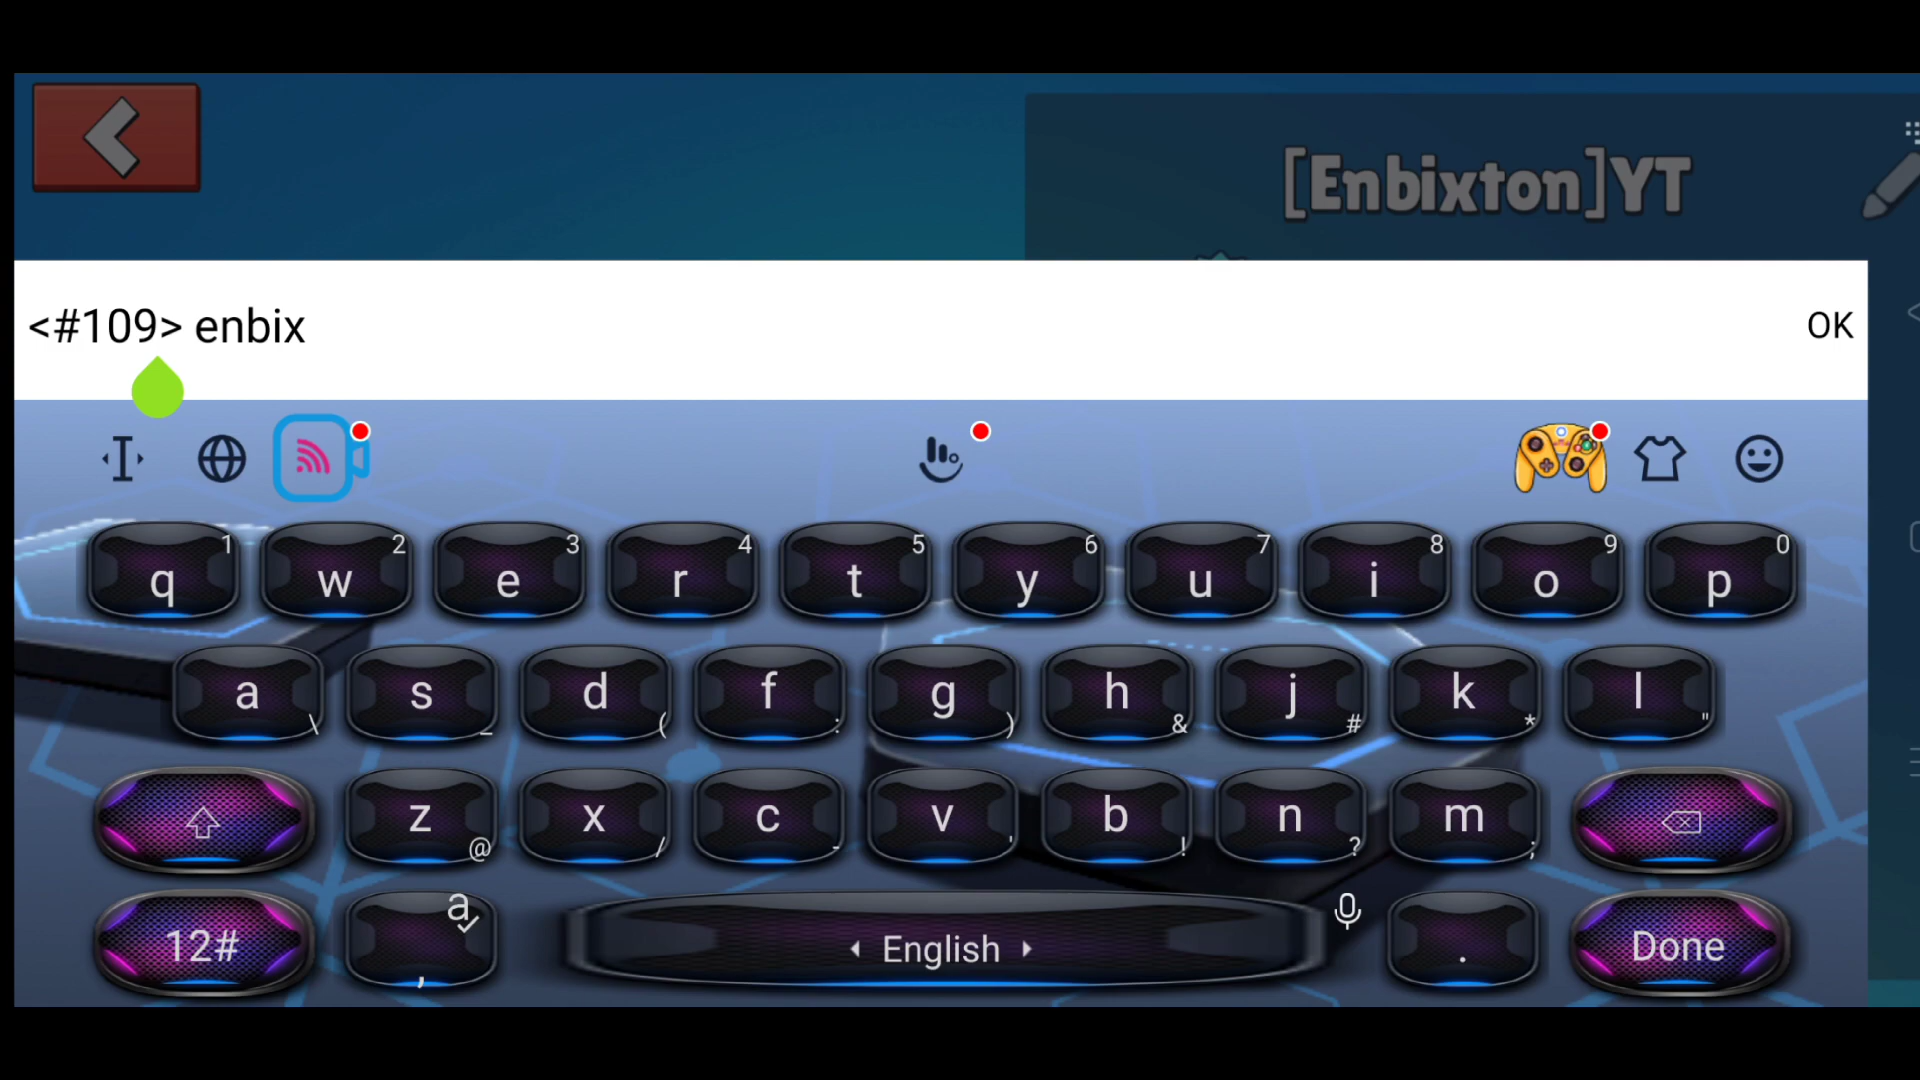 [Enbixton]YT
<#109> enbix
OK
q 1 w 2 e 3 r 4 t 5 y 6 u 7 i 8 o 9 p 0
a \ s _ d ( f : g ) h & j # k * l "
z @ x / c - v ' b ! n ? m ;
12# , a English . Done